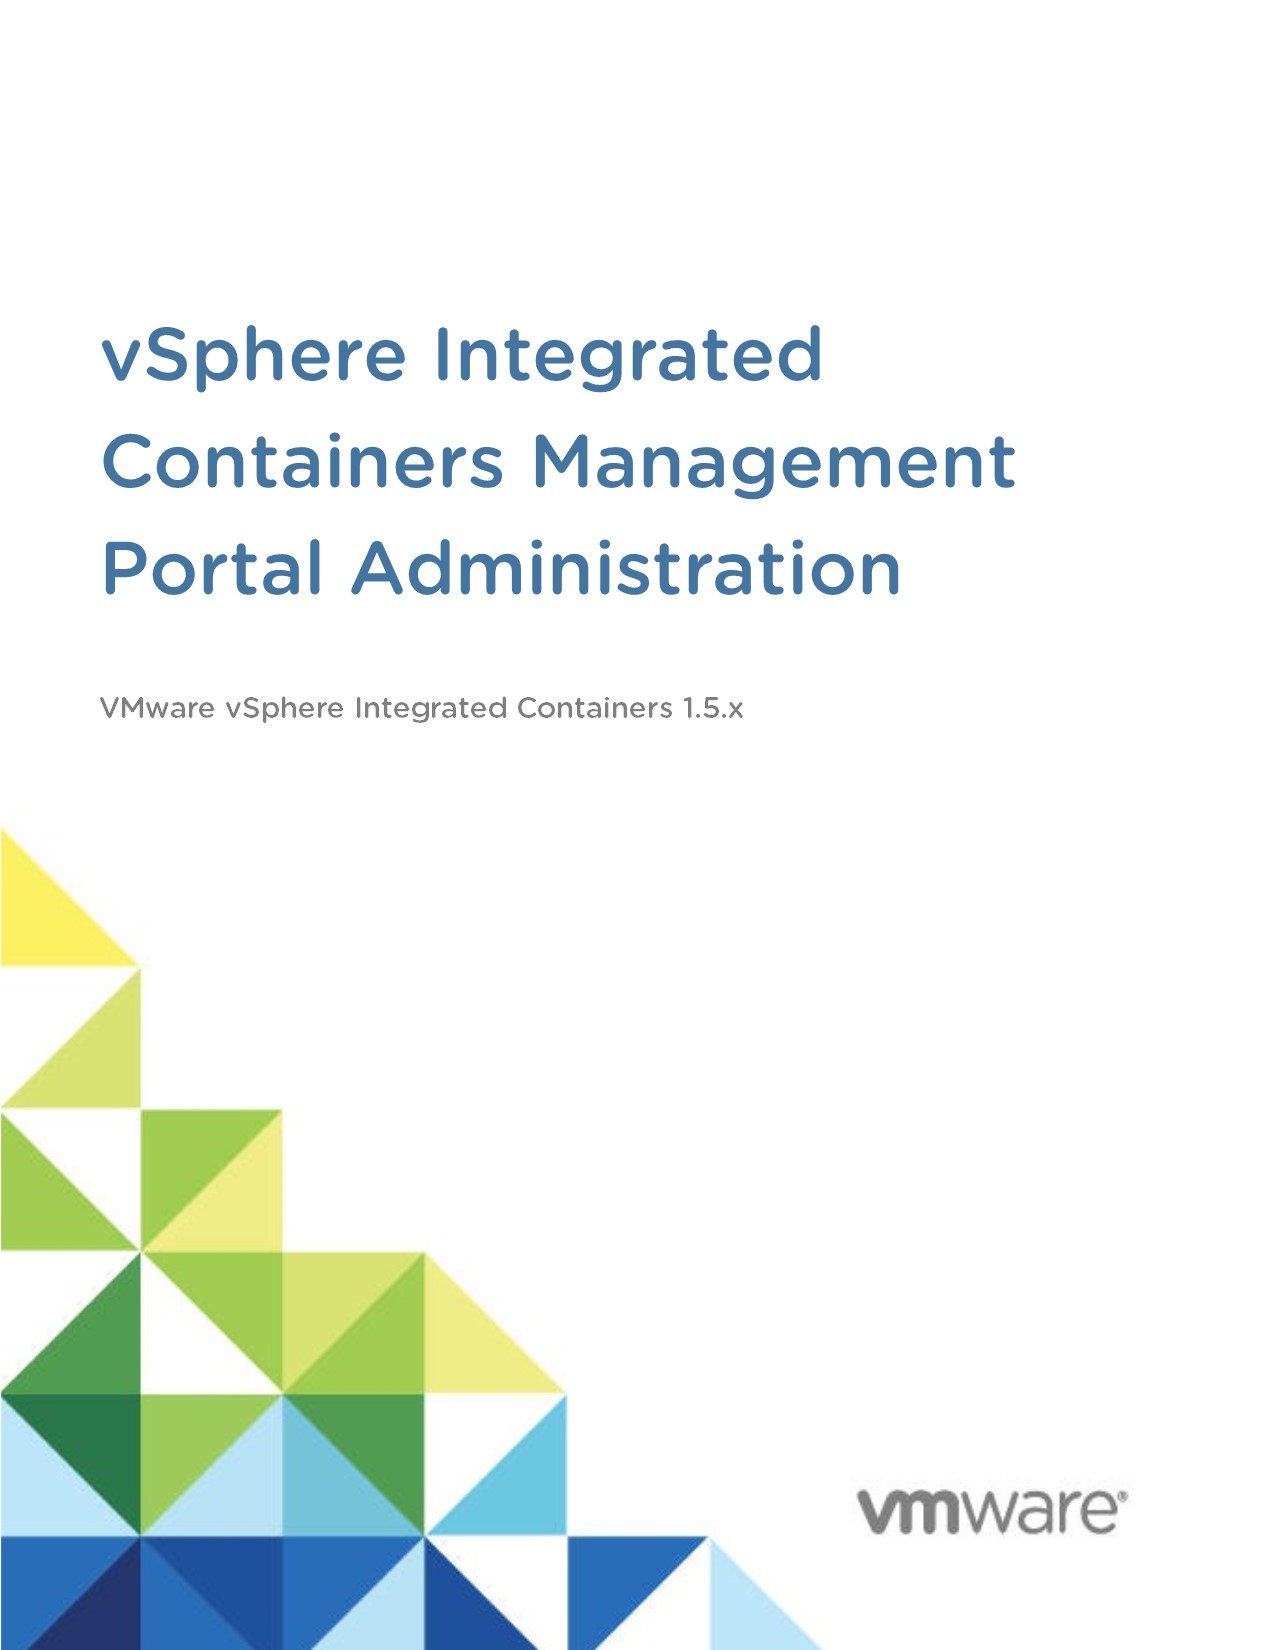 vSphere Integrated
Containers Management
Portal Administration
VMware vSphere Integrated Containers 1.5.x
vmware®